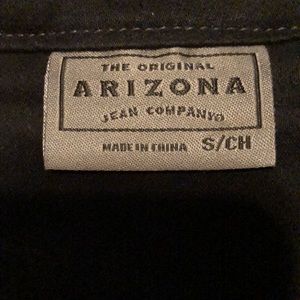 THE ORIGINAL
ARIZONA
JEAN COMPANY®
MADE IN CHINA S/CH